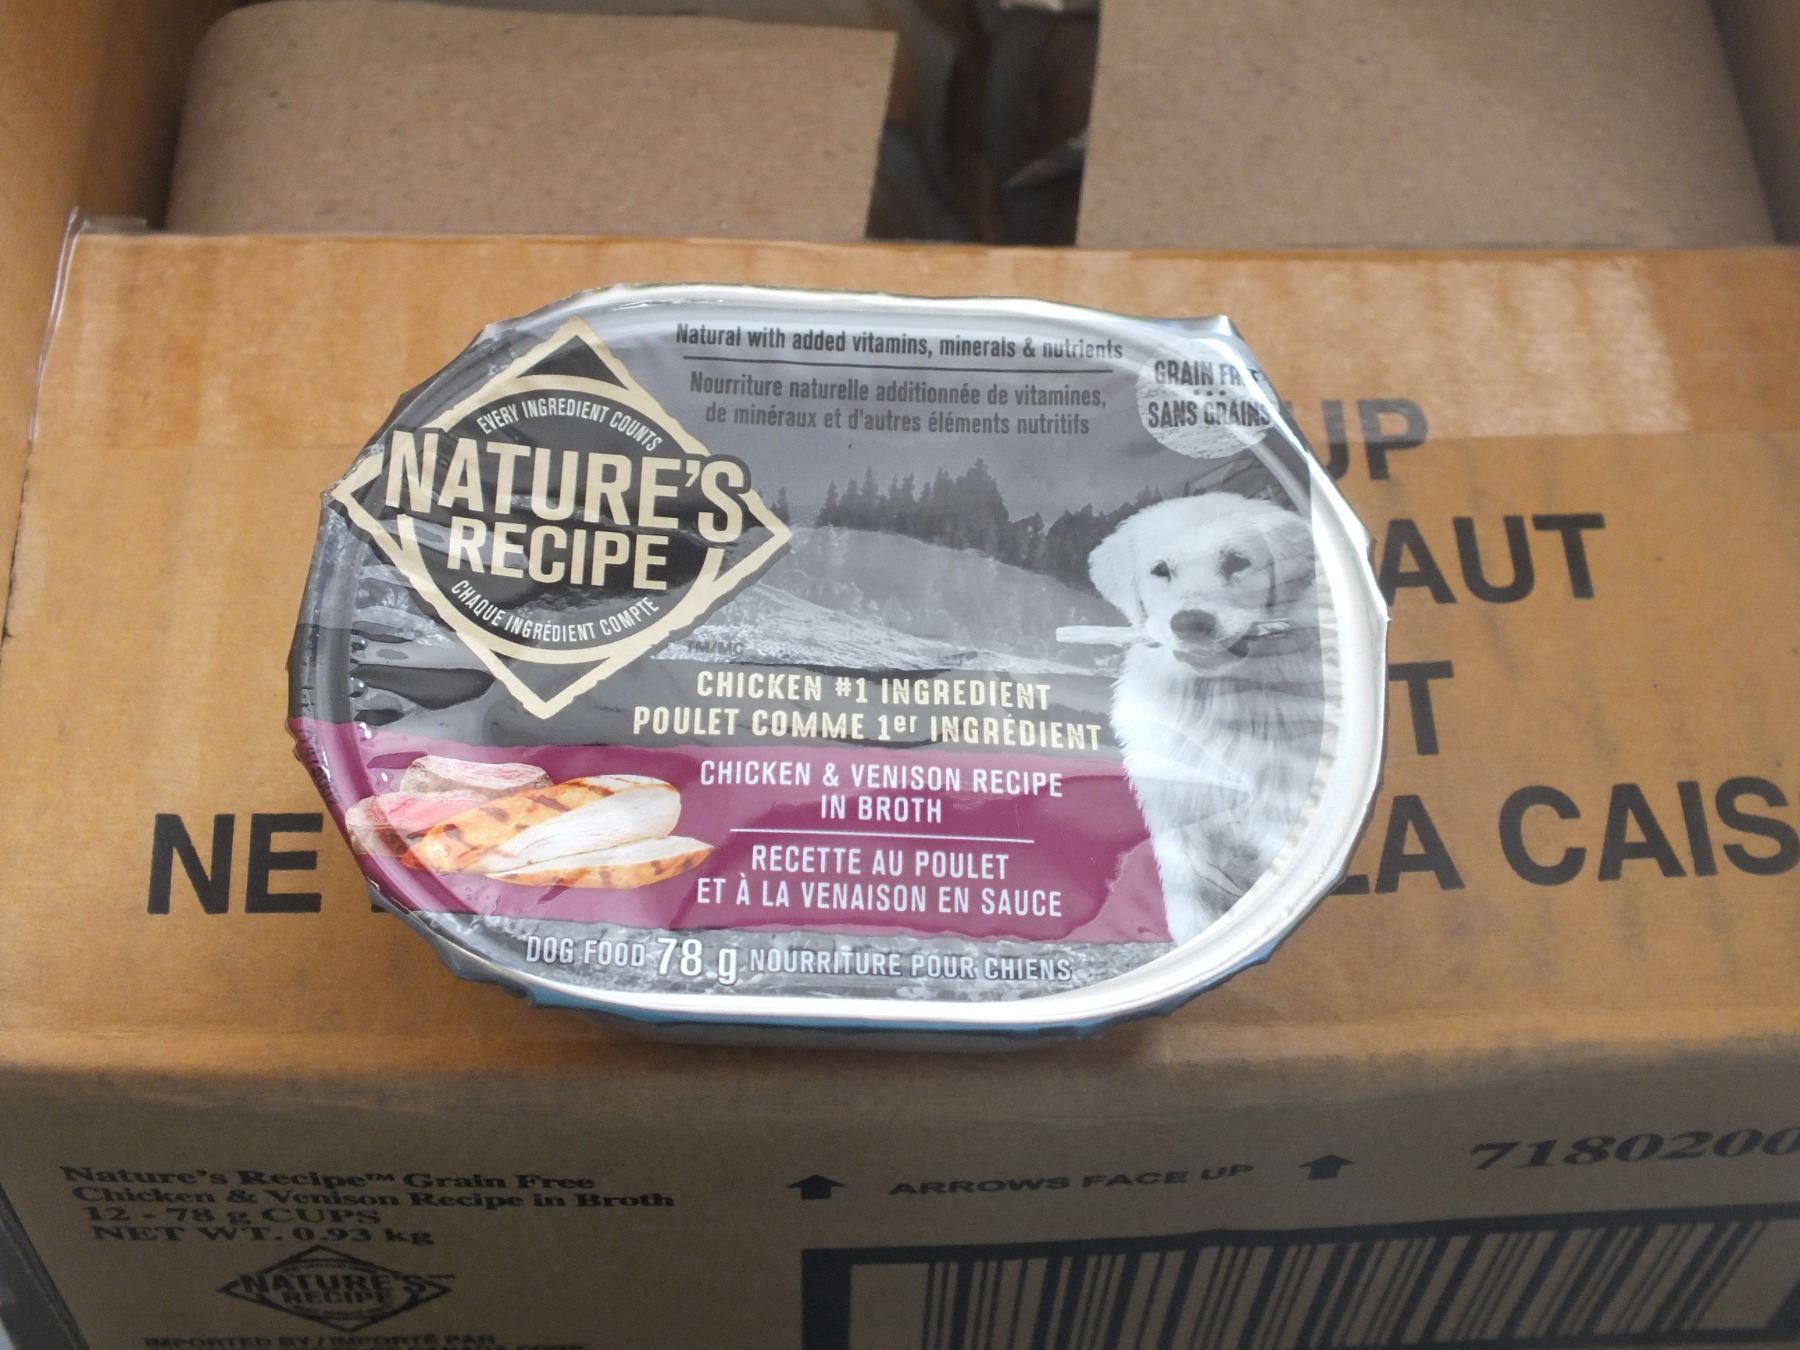 Natural with added vitamins, minerals & nutrients
Nourriture naturelle additionnée de vitamines,
de minéraux et d'autres éléments nutritifs
GRAIN FREE
SANS GRAINS
EVERY INGREDIENT COUNTS
NATURE'S
RECIPE
CHAQUE INGRÉDIENT COMPTE
TM/MC
CHICKEN #1 INGREDIENT
POULET COMME 1er INGRÉDIENT
CHICKEN & VENISON RECIPE
IN BROTH
RECETTE AU POULET
ET À LA VENAISON EN SAUCE
DOG FOOD 78 g NOURRITURE POUR CHIENS
UP
AUT
T
NE LA CAIS
Nature's Recipe™ Grain Free
Chicken & Venison Recipe in Broth
12 - 78 g CUPS
NET WT. 0.93 kg
NATURE'S
RECIPE
IMPORTED BY / IMPORTÉ PAR
ARROWS FACE UP
7180200